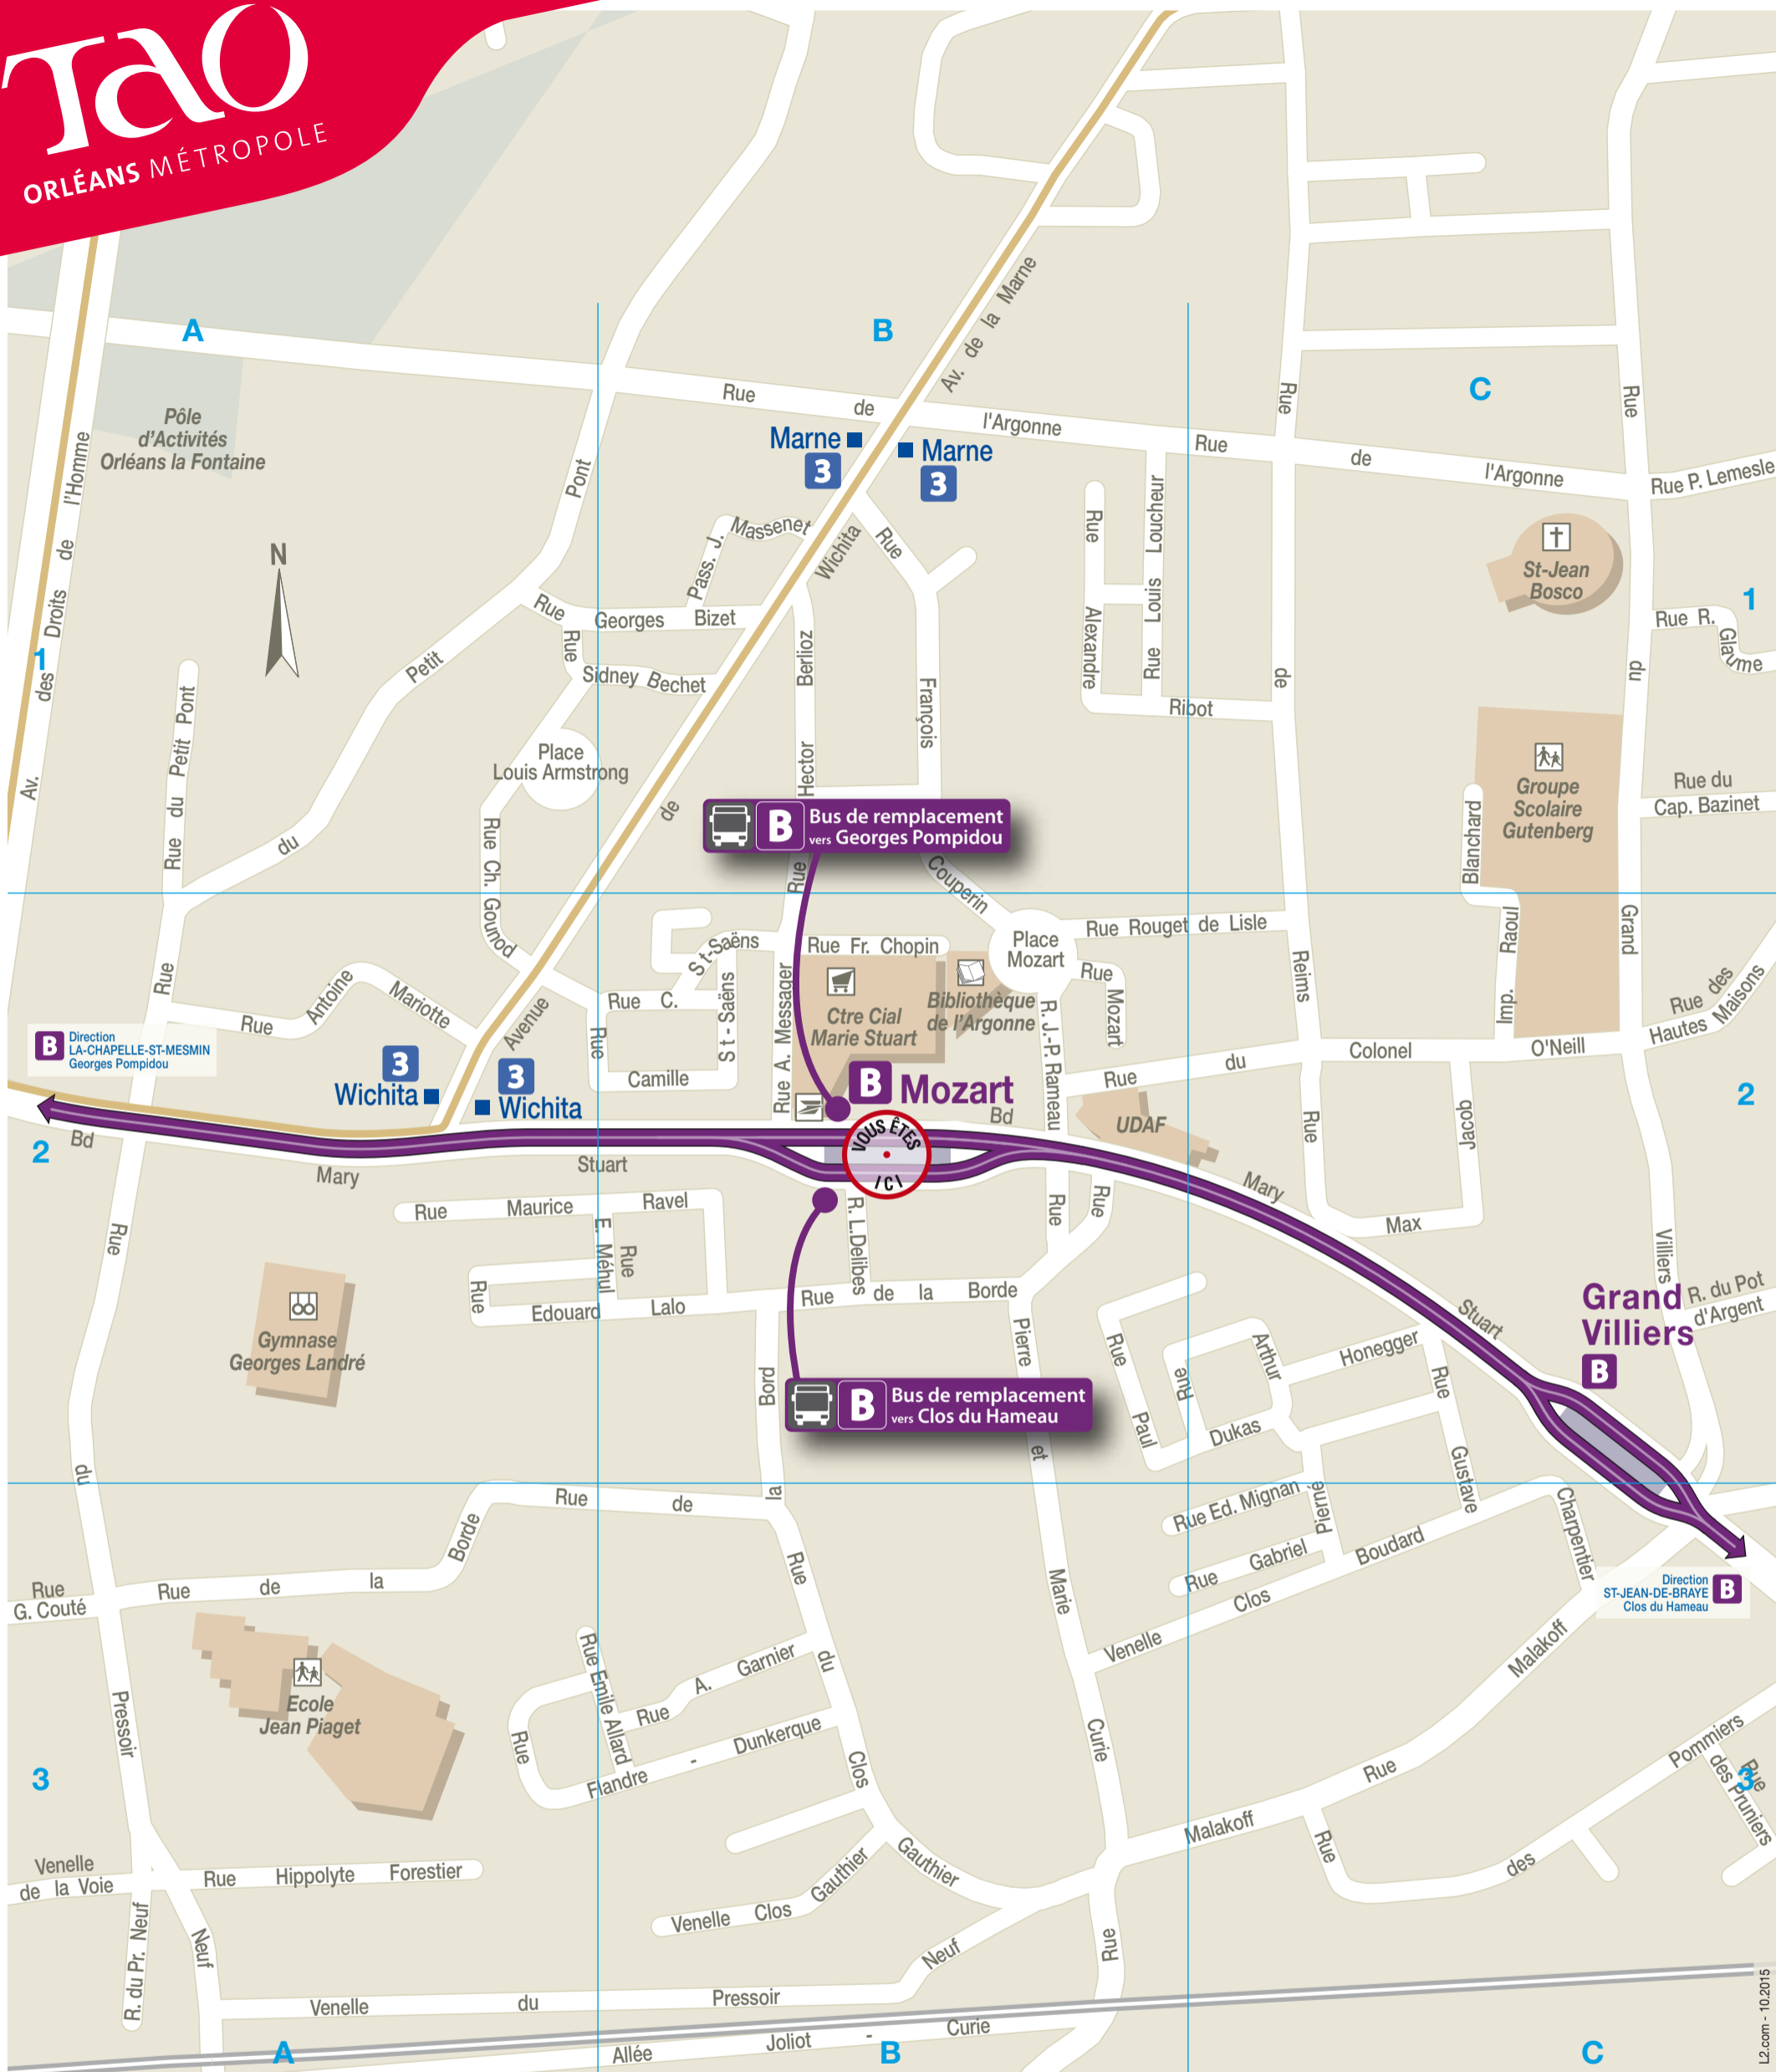 TAO
ORLÉANS MÉTROPOLE
A
B
C
Pôle
d'Activités
Orléans la Fontaine
N
1
1
2
2
3
3
A
B
C
Av. des Droits de l'Homme
Rue de l'Argonne
Rue de l'Argonne
Av. de la Marne
Marne
3
Marne
3
Rue P. Lemesle
St-Jean
Bosco
Rue R. Glaume
Groupe
Scolaire
Gutenberg
Rue du
Cap. Bazinet
Rue du Grand Villiers
Rue de Reims
Rue Louis Loucheur
Rue Alexandre Ribot
Pass. J. Massenet
Rue Georges Bizet
Rue Sidney Bechet
Rue du Petit Pont
Rue du Petit Pont
Place
Louis Armstrong
Rue Ch. Gounod
Avenue de Wichita
Rue Hector Berlioz
Rue François Couperin
B
Bus de remplacement
vers Georges Pompidou
Imp. Raoul Blanchard
Rue Antoine Mariotte
St-Saëns
Rue C. St-Saëns
Rue Camille
Rue A. Messager
Rue Fr. Chopin
Ctre Cial
Marie Stuart
Bibliothèque
de l'Argonne
Place
Mozart
Rue Rouget de Lisle
Rue Mozart
R. J.-P. Rameau
Rue du Colonel O'Neill
Rue des
Hautes Maisons
B
Direction
LA-CHAPELLE-ST-MESMIN
Georges Pompidou
3
Wichita
3
Wichita
B
Mozart
VOUS ÊTES
ICI
UDAF
Bd Mary Stuart
Bd Mary Stuart
Rue Max Jacob
Rue Maurice Ravel
Rue E. Méhul
Rue Edouard Lalo
R. L.Delibes
Rue de la Borde
Gymnase
Georges Landré
B
Bus de remplacement
vers Clos du Hameau
Grand
Villiers
B
R. du Pot
d'Argent
Rue Arthur Honegger
Rue Paul Dukas
Rue Gustave Charpentier
Rue Ed. Mignan
Rue Gabriel Pierné
Venelle Clos Boudard
Direction
ST-JEAN-DE-BRAYE
Clos du Hameau
B
Rue Pierre et Marie Curie
Rue
G. Couté
Rue de la Borde
Rue de la Bord
Ecole
Jean Piaget
Rue Emile Allard
Rue A. Garnier
Rue Flandre - Dunkerque
Rue du Clos Gauthier
Venelle Clos Gauthier
Rue Malakoff
Malakoff
Rue des Pommiers
Rue
des Pruniers
Rue du Pressoir Neuf
Venelle
de la Voie
Rue Hippolyte Forestier
R. du Pr. Neuf
Venelle du Pressoir Neuf
Rue
Allée Joliot - Curie
L2.com - 10.2015